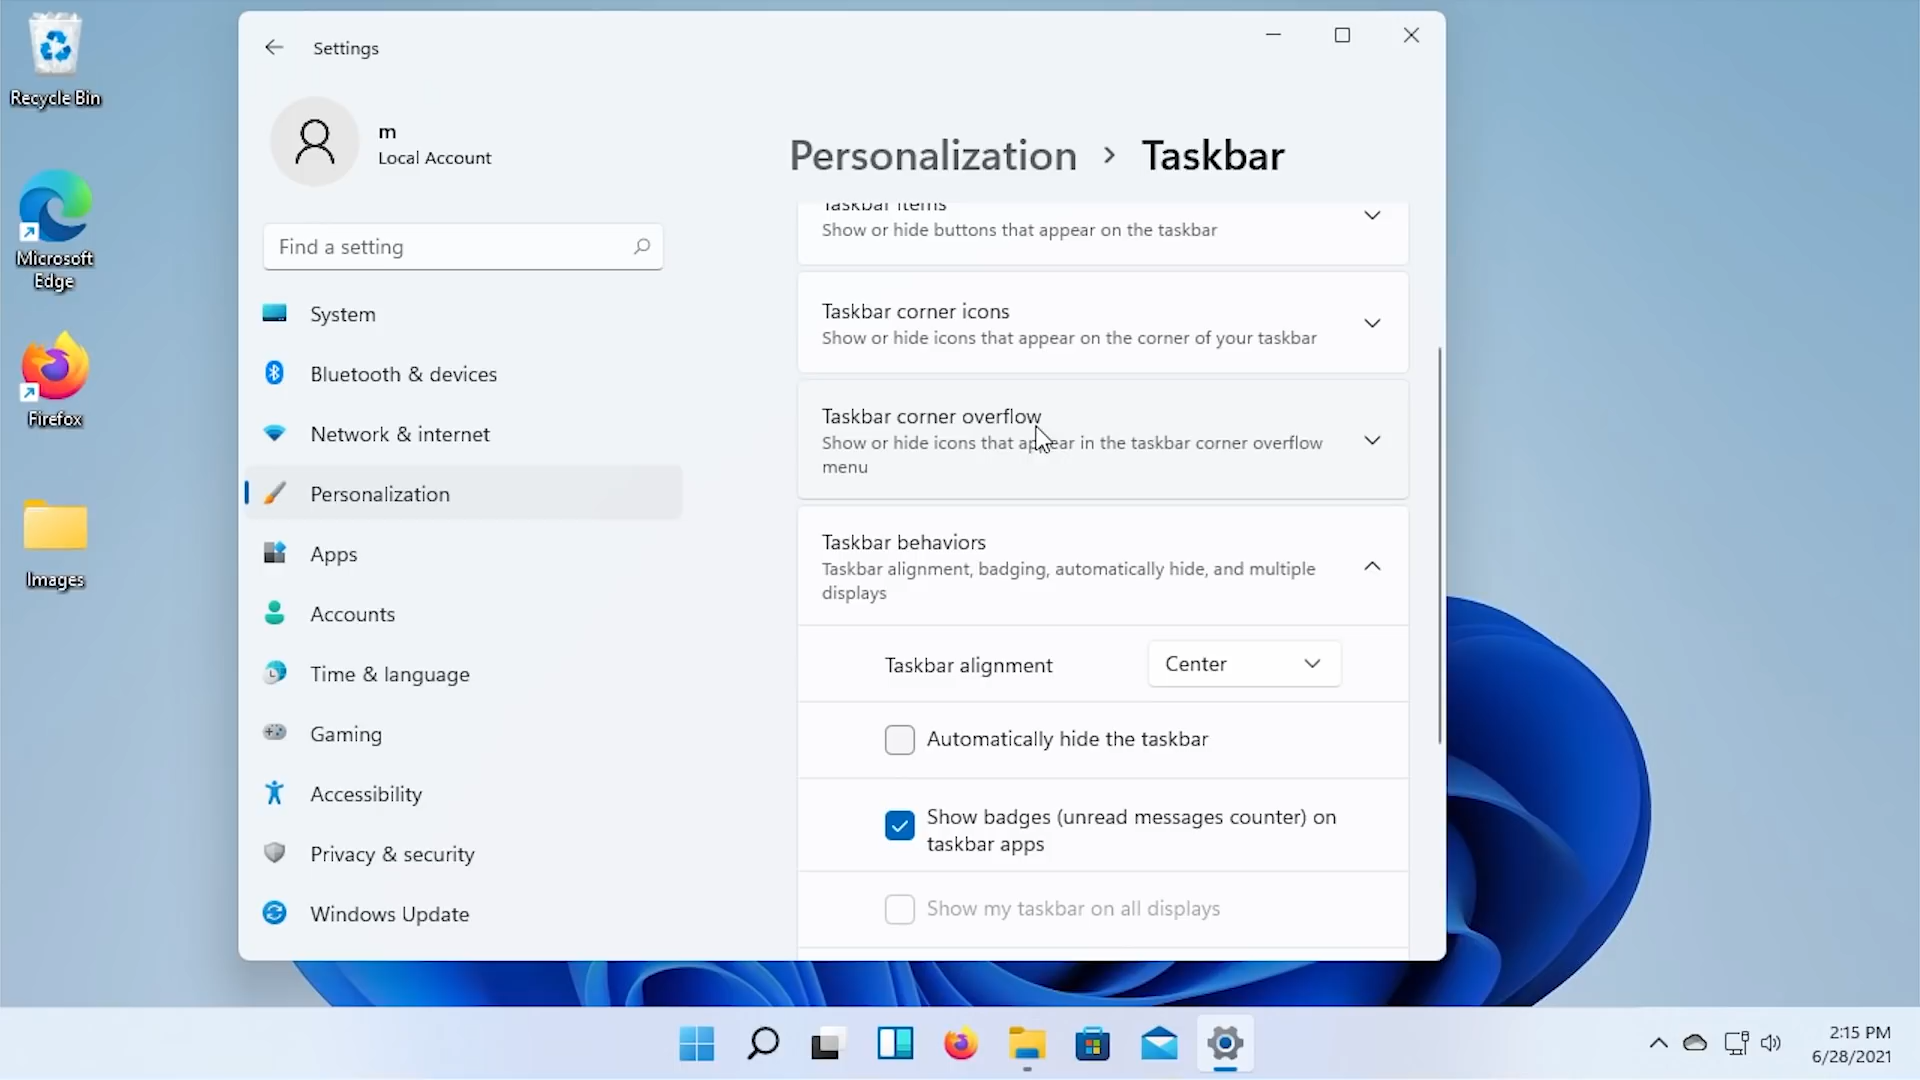 Recycle Bin
Microsoft
Edge
Firefox
Images
Settings
m
Local Account
Find a setting
System
Bluetooth & devices
Network & internet
Personalization
Apps
Accounts
Time & language
Gaming
Accessibility
Privacy & security
Windows Update
Personalization > Taskbar
Taskbar items
Show or hide buttons that appear on the taskbar
Taskbar corner icons
Show or hide icons that appear on the corner of your taskbar
Taskbar corner overflow
Show or hide icons that appear in the taskbar corner overflow
menu
Taskbar behaviors
Taskbar alignment, badging, automatically hide, and multiple
displays
Taskbar alignment
Center
Automatically hide the taskbar
Show badges (unread messages counter) on
taskbar apps
Show my taskbar on all displays
2:15 PM
6/28/2021